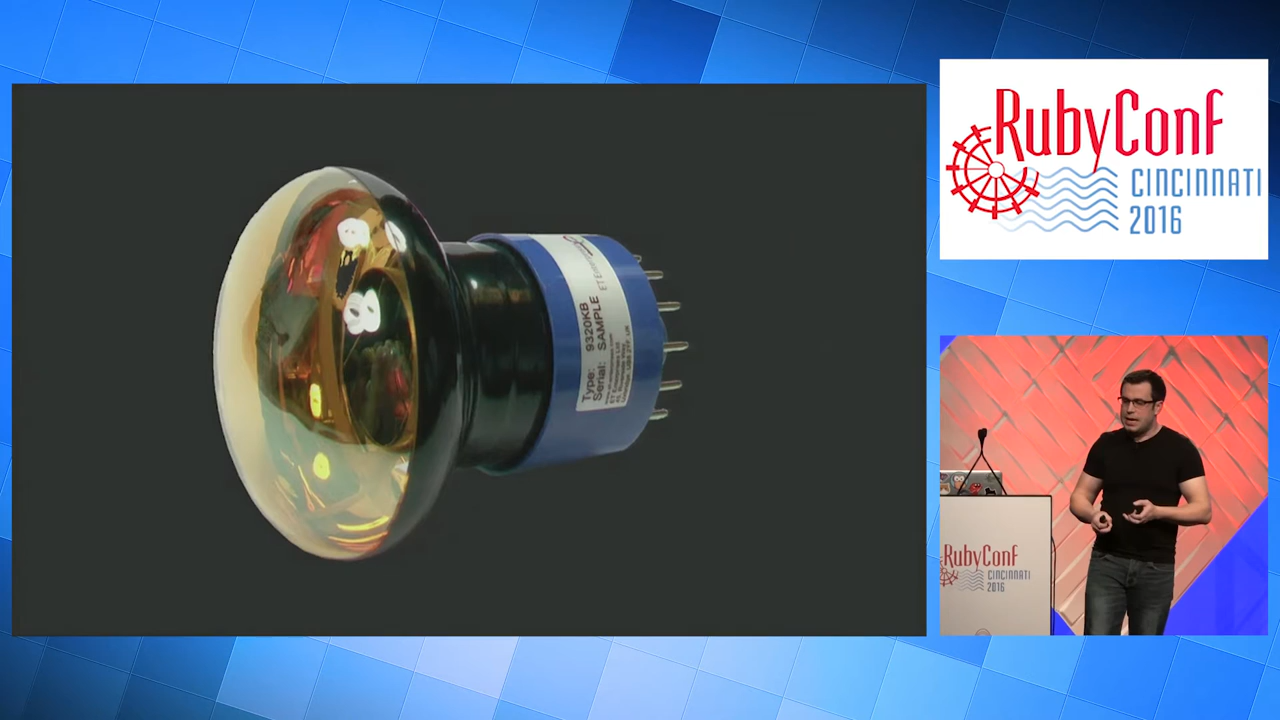 Type: 9320KB
Serial: SAMPLE
RubyConf
CINCINNATI
2016
RubyConf
CINCINNATI
2016